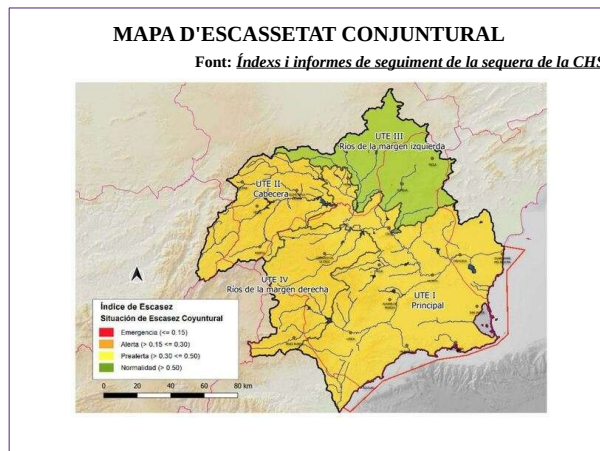 MAPA D'ESCASSETAT CONJUNTURAL
Font: Índexs i informes de seguiment de la sequera de la CHS
UTE III
Ríos de la margen izquierda
UTE II
Cabecera
UTE IV
Ríos de la margen derecha
UTE I
Principal
Índice de Escasez
Situación de Escasez Coyuntural
Emergencia (<= 0.15)
Alerta (> 0.15 <= 0.30)
Prealerta (> 0.30 <= 0.50)
Normalidad (> 0.50)
0 20 40 60 80 km